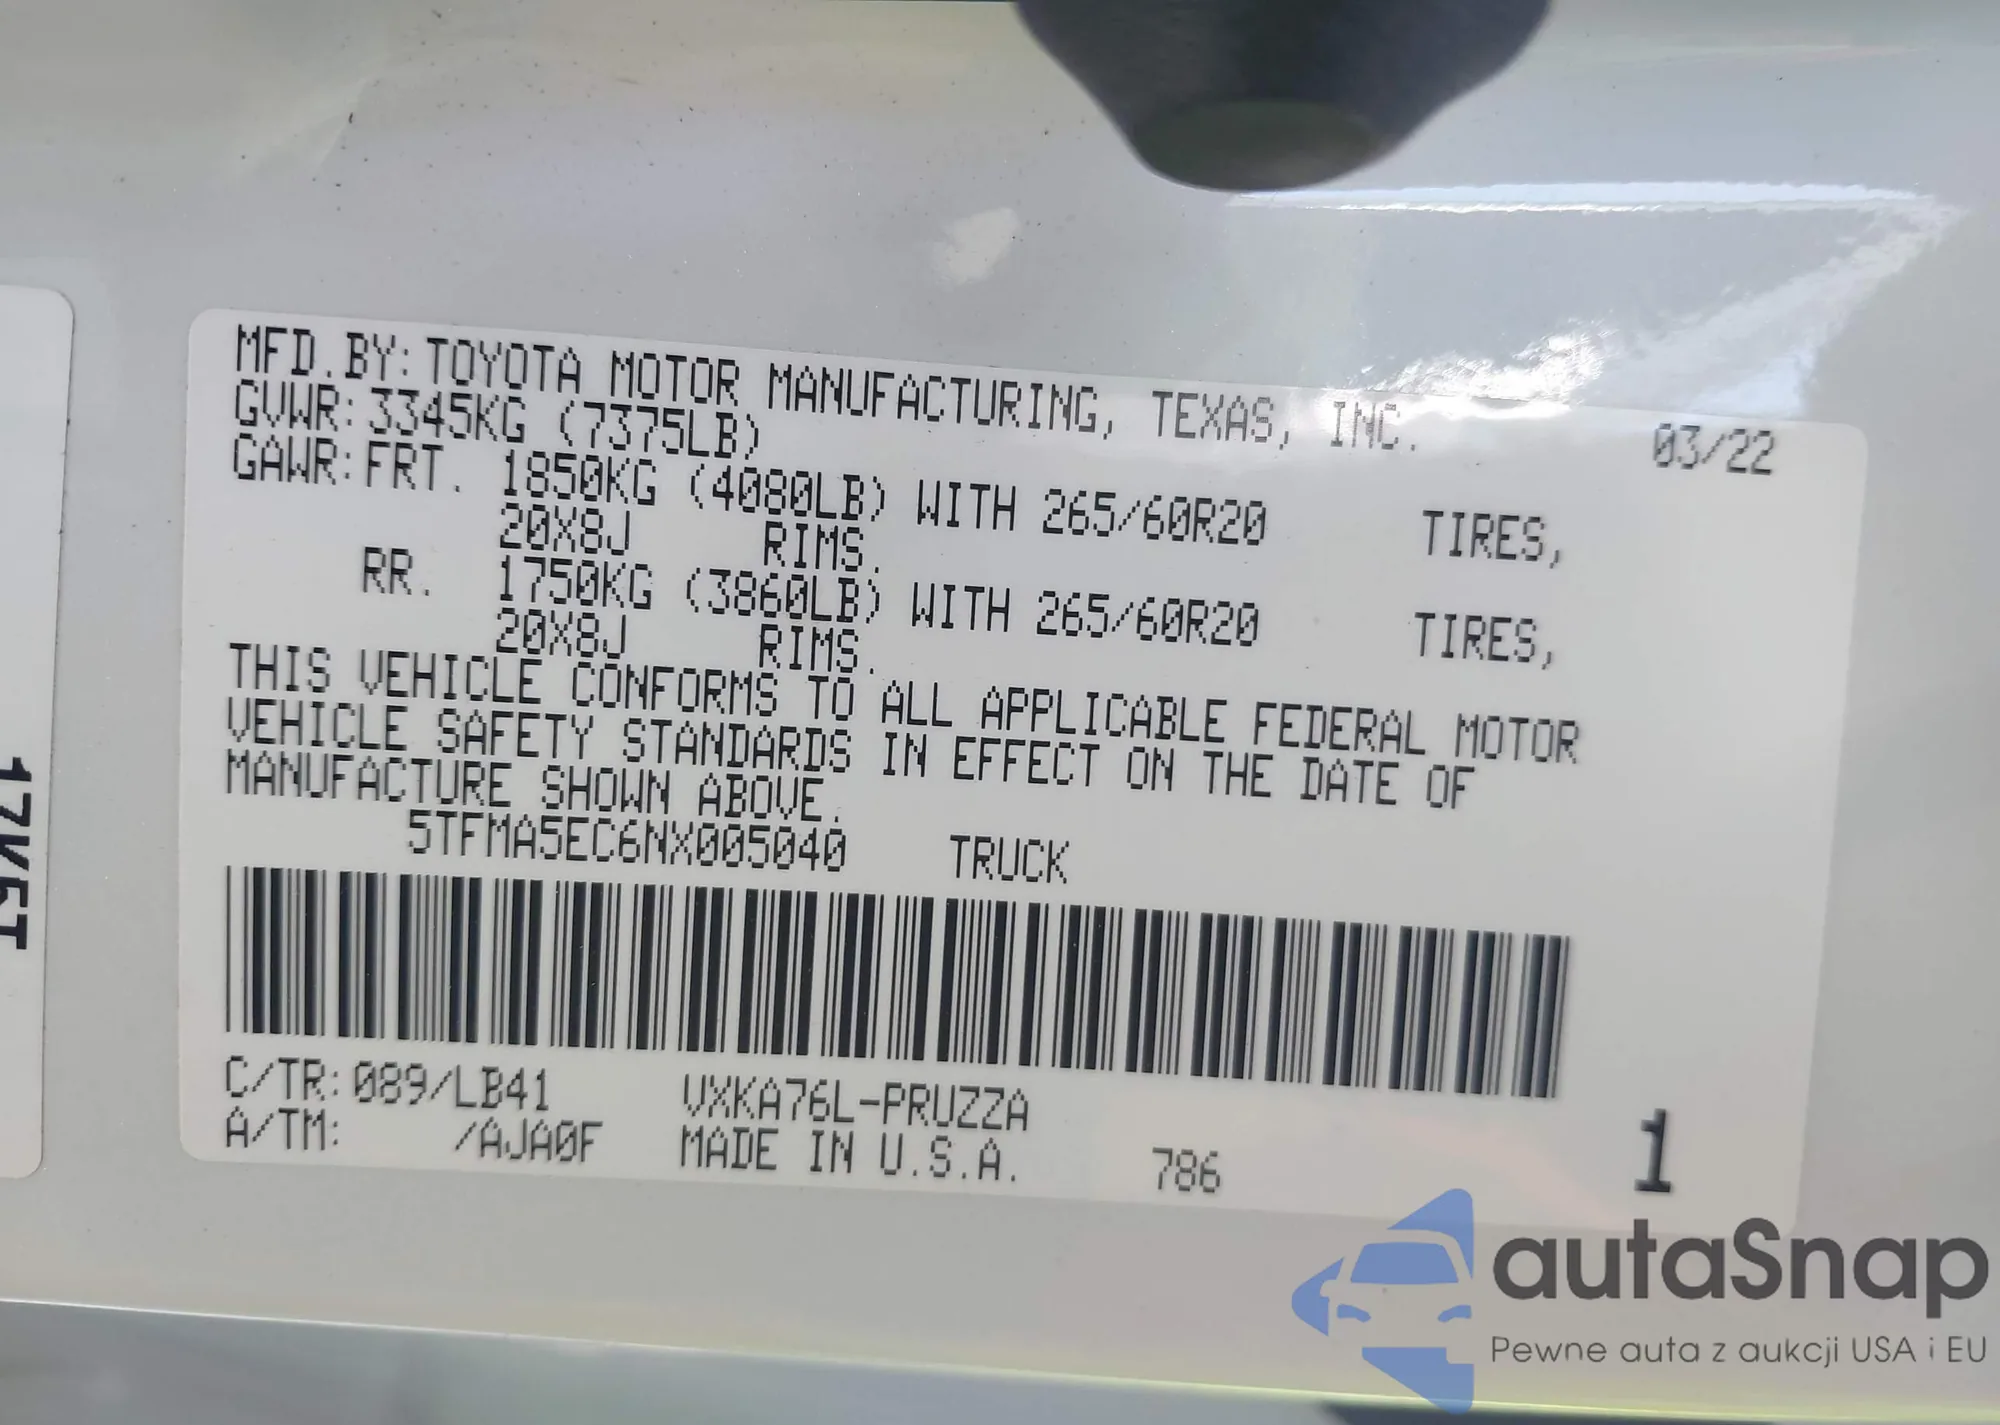 MFD.BY:TOYOTA MOTOR MANUFACTURING, TEXAS, INC. 03/22
GVWR:3345KG (7375LB)
GAWR:FRT. 1850KG (4080LB) WITH 265/60R20 TIRES,
20X8J RIMS.
RR. 1750KG (3860LB) WITH 265/60R20 TIRES,
20X8J RIMS.
THIS VEHICLE CONFORMS TO ALL APPLICABLE FEDERAL MOTOR
VEHICLE SAFETY STANDARDS IN EFFECT ON THE DATE OF
MANUFACTURE SHOWN ABOVE.
5TFMA5EC6NX005040 TRUCK
C/TR:089/LB41 VXKA76L-PRUZZA
A/TM: /AJA0F MADE IN U.S.A. 786 1
autaSnap
Pewne auta z aukcji USA i EU